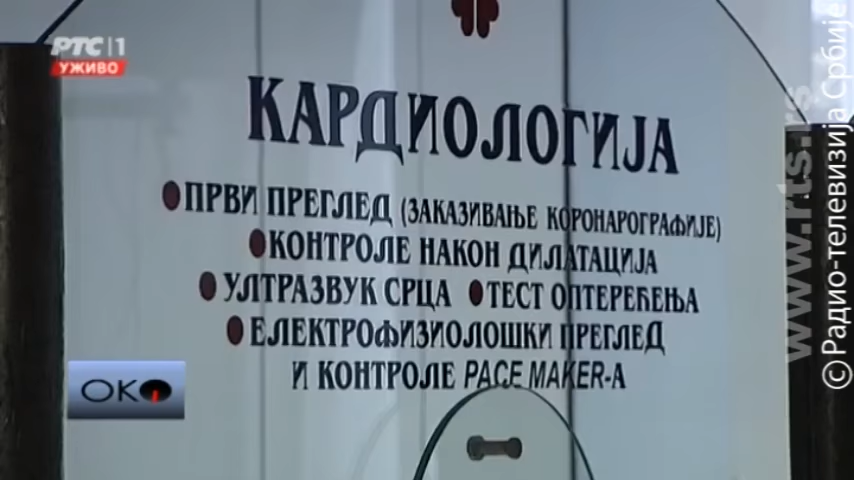 РТС|1
УЖИВО
КАРДИОЛОГИЈА
●ПРВИ ПРЕГЛЕД (ЗАКАЗИВАЊЕ КОРОНАРОГРАФИЈЕ)
●КОНТРОЛЕ НАКОН ДИЛАТАЦИЈА
●УЛТРАЗВУК СРЦА ●ТЕСТ ОПТЕРЕЋЕЊА
●ЕЛЕКТРОФИЗИОЛОШКИ ПРЕГЛЕД
И КОНТРОЛЕ PACE MAKER-А
ОКО
www.rts.rs
© Радио-телевизија Србије